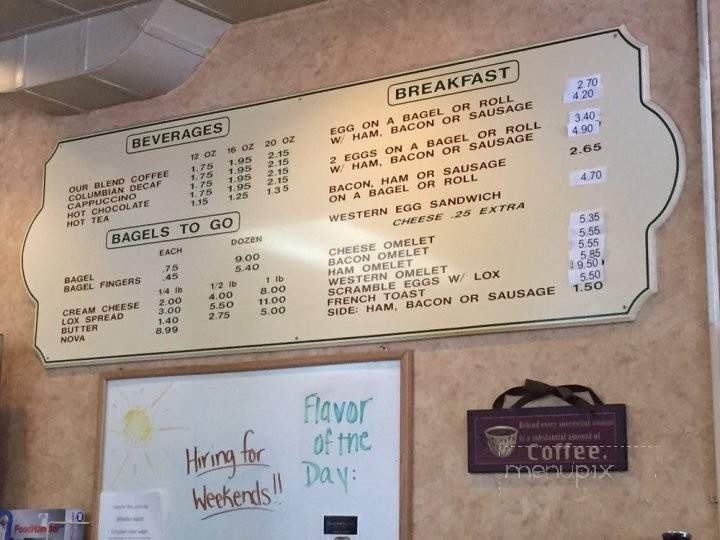 BEVERAGES
12 OZ 16 OZ 20 OZ
OUR BLEND COFFEE 1.75 1.95 2.15
COLUMBIAN DECAF 1.75 1.95 2.15
CAPPUCCINO 1.75 1.95 2.15
HOT CHOCOLATE 1.75 1.95 2.15
HOT TEA 1.15 1.25 1.35
BAGELS TO GO
EACH DOZEN
BAGEL .75 9.00
BAGEL FINGERS .45 5.40
1/4 lb 1/2 lb 1 lb
CREAM CHEESE 2.00 4.00 8.00
LOX SPREAD 3.00 5.50 11.00
BUTTER 1.40 2.75 5.00
NOVA 8.99
BREAKFAST
EGG ON A BAGEL OR ROLL 2.70
W/ HAM, BACON OR SAUSAGE 4.20
2 EGGS ON A BAGEL OR ROLL 3.40
W/ HAM, BACON OR SAUSAGE 4.90
BACON, HAM OR SAUSAGE 2.65
ON A BAGEL OR ROLL
WESTERN EGG SANDWICH 4.70
CHEESE .25 EXTRA
CHEESE OMELET 5.35
BACON OMELET 5.55
HAM OMELET 5.55
WESTERN OMELET 5.85
SCRAMBLE EGGS W/ LOX 9.50
FRENCH TOAST 5.50
SIDE: HAM, BACON OR SAUSAGE 1.50
Hiring for
Weekends!!
Flavor
of the
Day:
Behind every successful woman
is a substantial amount of
Coffee.
menupix
FoodHandler